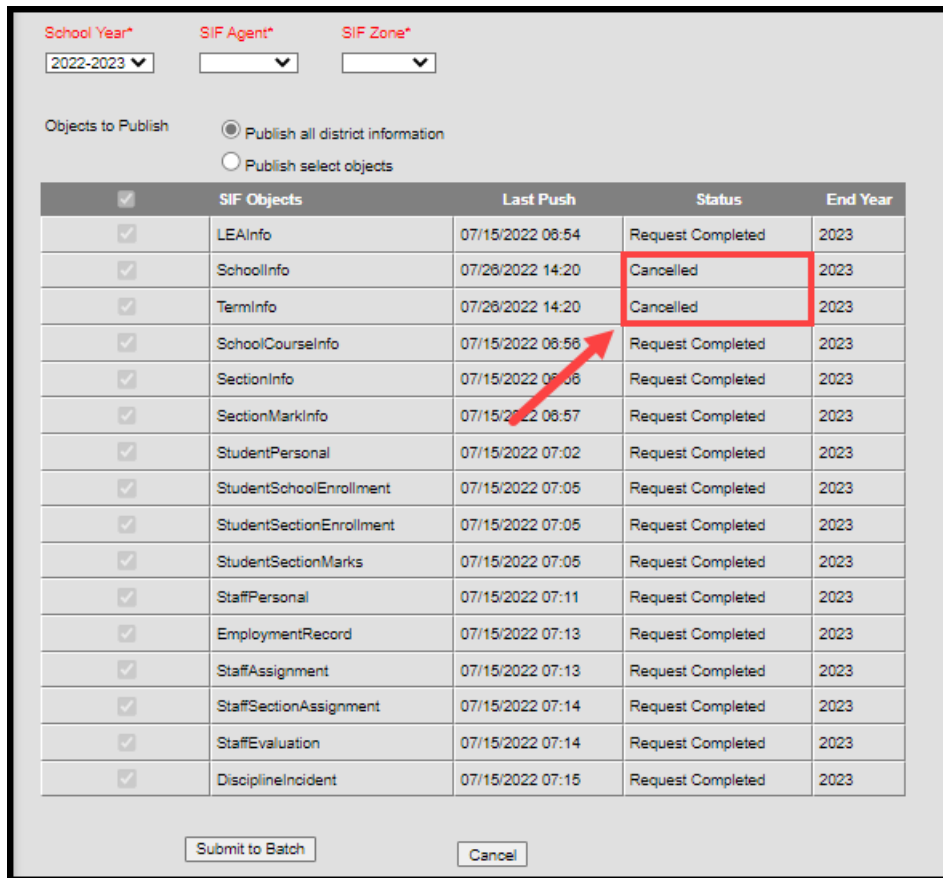 School Year* SIF Agent* SIF Zone*
2022-2023
Objects to Publish Publish all district information
Publish select objects
SIF Objects Last Push Status End Year
LEAInfo 07/15/2022 06:54 Request Completed 2023
SchoolInfo 07/26/2022 14:20 Cancelled 2023
TermInfo 07/26/2022 14:20 Cancelled 2023
SchoolCourseInfo 07/15/2022 06:56 Request Completed 2023
SectionInfo 07/15/2022 Request Completed 2023
SectionMarkInfo 07/15/2022 06:57 Request Completed 2023
StudentPersonal 07/15/2022 07:02 Request Completed 2023
StudentSchoolEnrollment 07/15/2022 07:05 Request Completed 2023
StudentSectionEnrollment 07/15/2022 07:05 Request Completed 2023
StudentSectionMarks 07/15/2022 07:05 Request Completed 2023
StaffPersonal 07/15/2022 07:11 Request Completed 2023
EmploymentRecord 07/15/2022 07:13 Request Completed 2023
StaffAssignment 07/15/2022 07:13 Request Completed 2023
StaffSectionAssignment 07/15/2022 07:14 Request Completed 2023
StaffEvaluation 07/15/2022 07:14 Request Completed 2023
DisciplineIncident 07/15/2022 07:15 Request Completed 2023
Submit to Batch Cancel